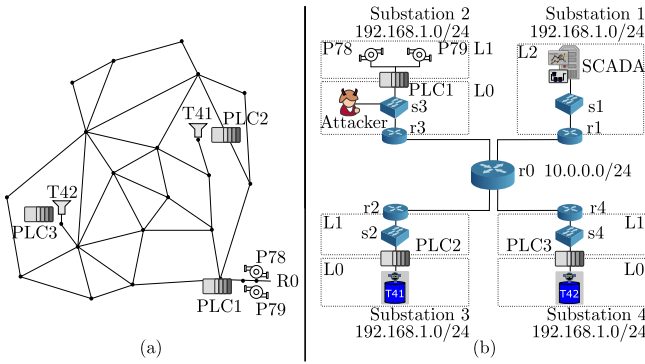 T41
PLC2
T42
PLC3
P78
R0
PLC1
P79
(a)
Substation 2
192.168.1.0/24
P78
P79
L1
PLC1
L0
s3
Attacker
r3
Substation 1
192.168.1.0/24
L2
SCADA
s1
r1
r0 10.0.0.0/24
r2
L1
s2
PLC2
L0
T41
Substation 3
192.168.1.0/24
r4
L1
s4
PLC3
L0
T42
Substation 4
192.168.1.0/24
(b)